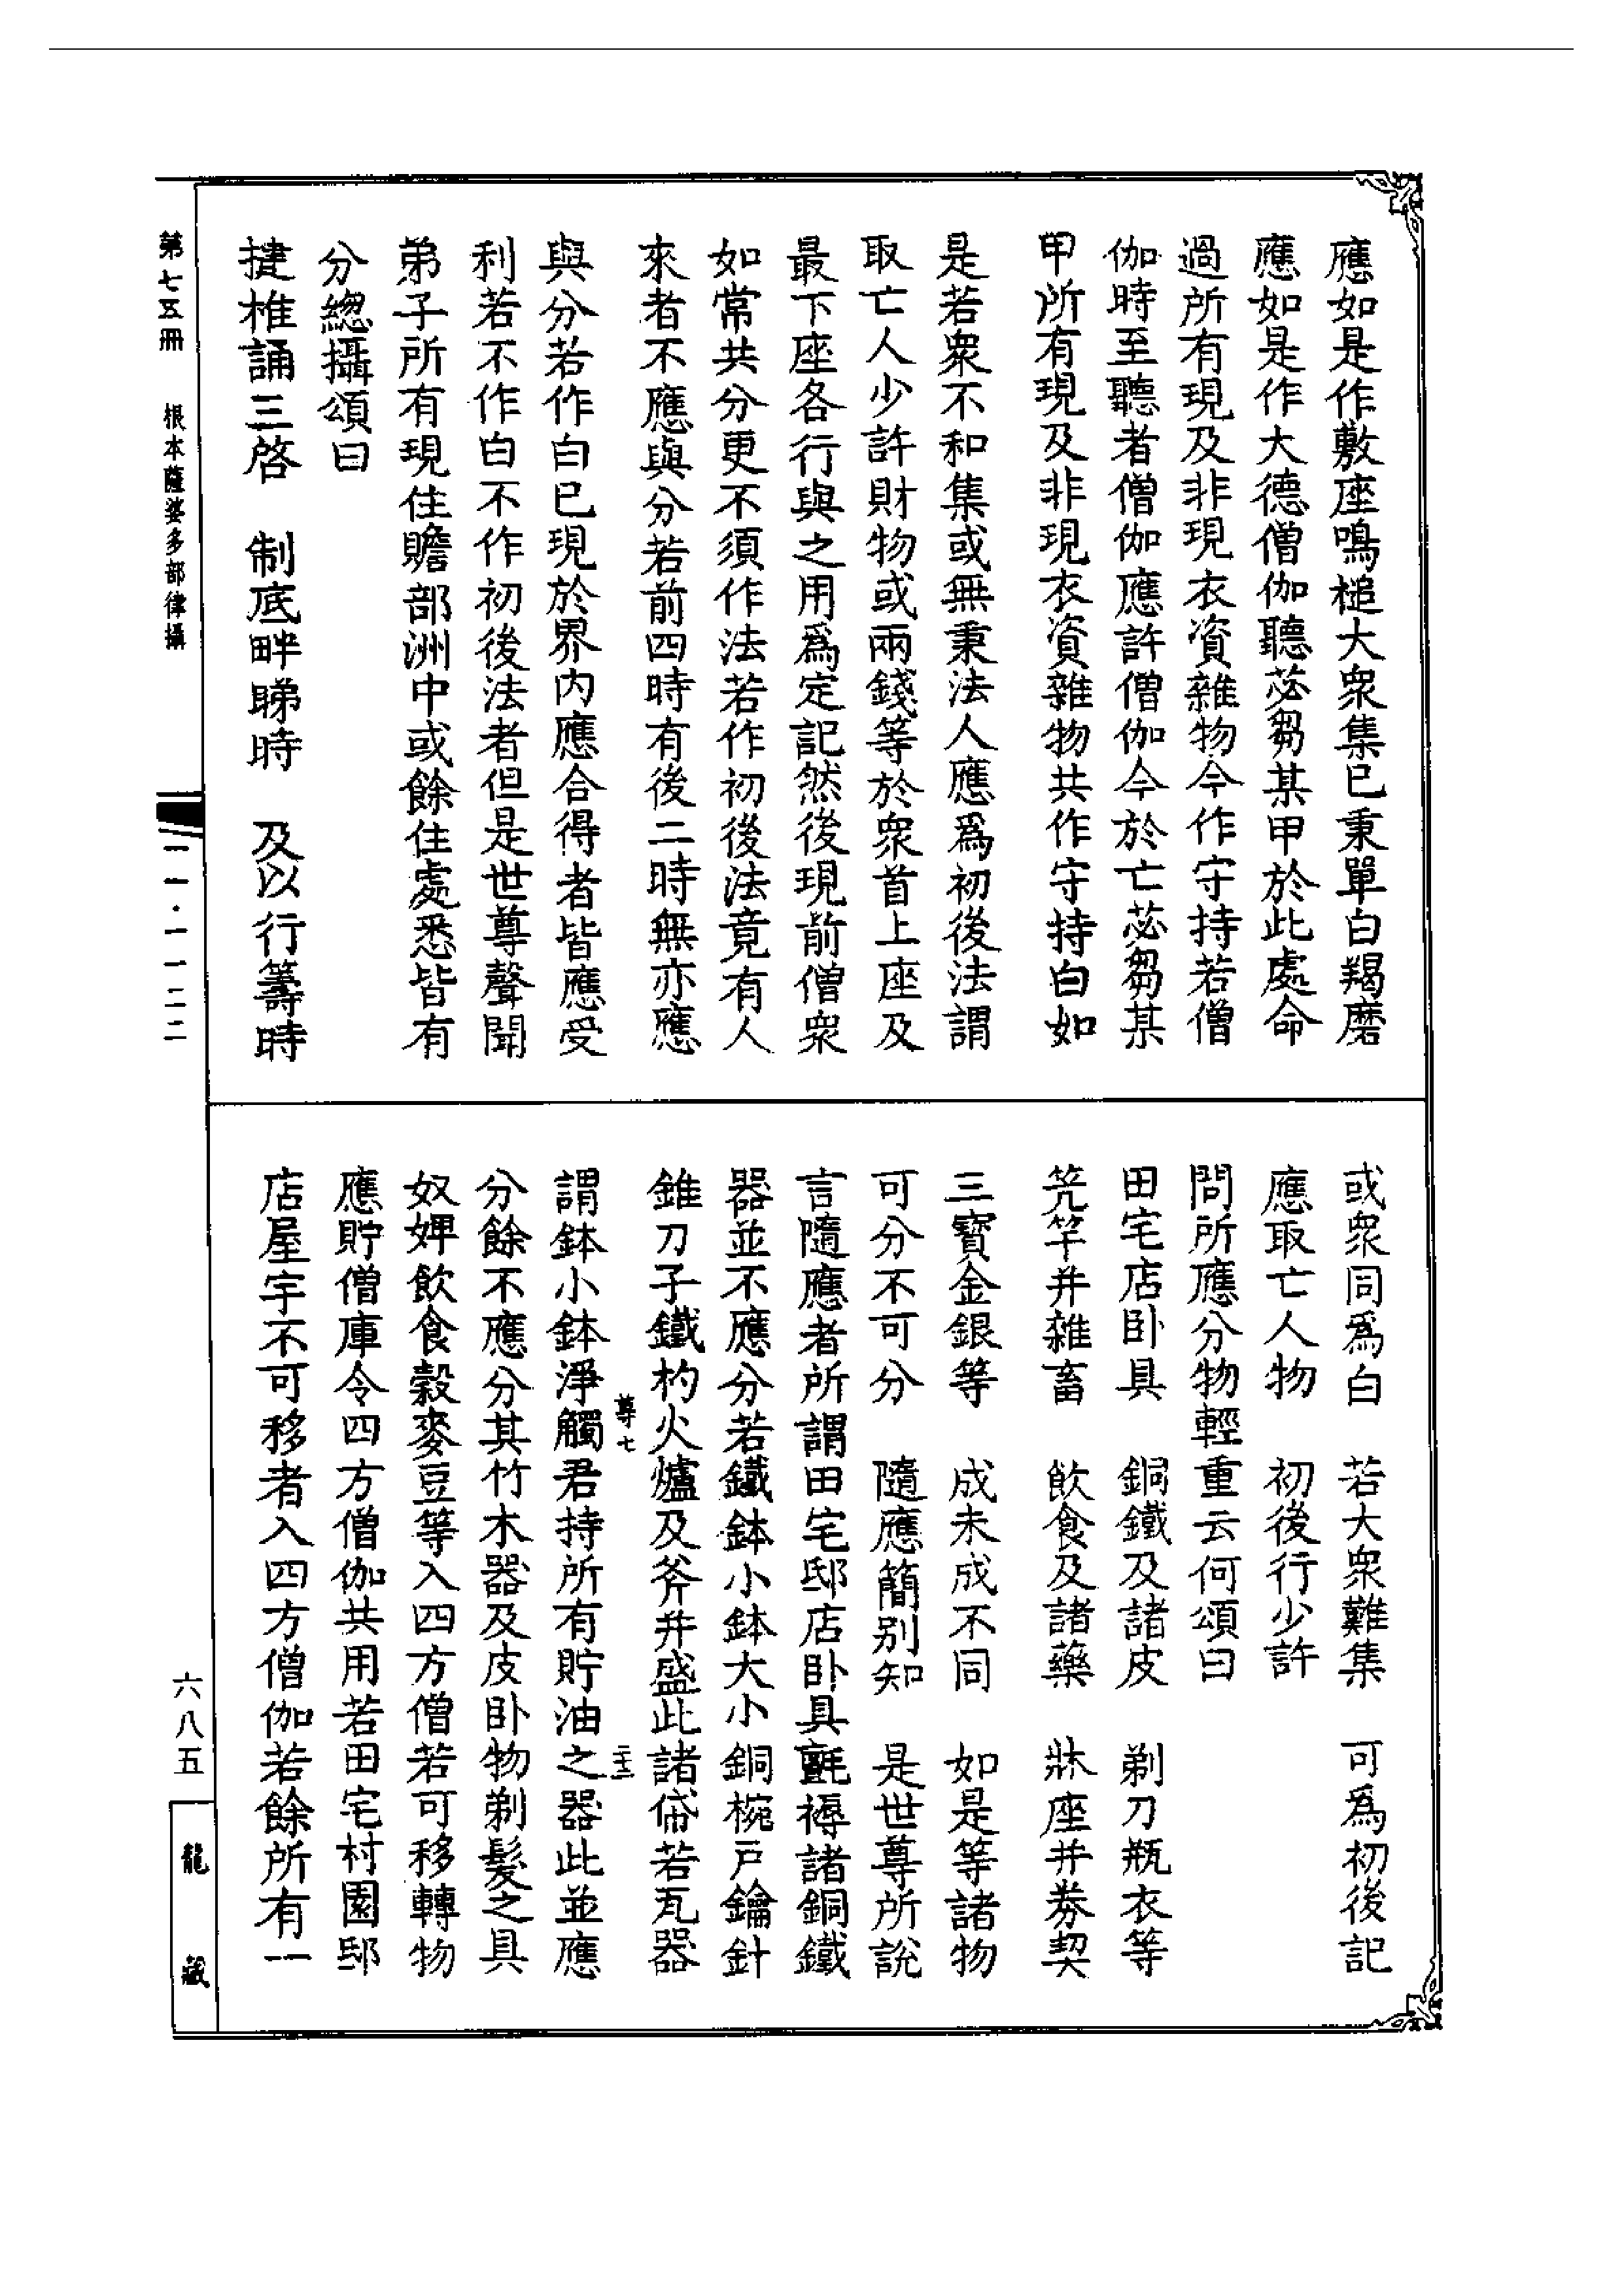 應如是作敷座鳴槌大眾集已秉單白羯磨
應如是作大德僧伽聽苾芻某甲於此處命
過所有現及非現衣資雜物今作守持若僧
伽時至聽者僧伽應許僧伽今於亡苾芻某
甲所有現及非現衣資雜物共作守持白如
是若眾不和集或無秉法人應為初後法謂
取亡人少許財物或兩錢等於眾首上座及
最下座各行與之用為定記然後現前僧眾
如常共分更不須作法若作初後法竟有人
來者不應與分若前四時有後二時無亦應
與分若作白已現於界內應合得者皆應受
利若不作白不作初後法者但是世尊聲聞
弟子所有現住贍部洲中或餘住處悉皆有
分總攝頌曰
揵椎誦三啓　制底畔睇時　及以行籌時
或眾同為白　若大眾難集　可為初後記
應取亡人物　初後行少許
問所應分物輕重云何頌曰
田宅店卧具　銅鐵及諸皮　剃刀瓶衣等
笐竿并雜畜　飲食及諸藥　牀座并券契
三寶金銀等　成未成不同　如是等諸物
可分不可分　隨應簡別知　是世尊所說
言隨應者所謂田宅邸店卧具氈褥諸銅鐵
器並不應分若鐵鉢小鉢大小銅椀戶鑰針
錐刀子鐵杓火爐及斧并盛此諸俻若瓦器
尊七
謂鉢小鉢淨觸君持所有貯油之器此並應
分餘不應分其竹木器及皮卧物剃髮之具
奴婢飲食穀麥豆等入四方僧若可移轉物
應貯僧庫令四方僧伽共用若田宅村園邸
店屋宇不可移者入四方僧伽若餘所有一
第七五冊　根本薩婆多部律攝
六八五
龍藏